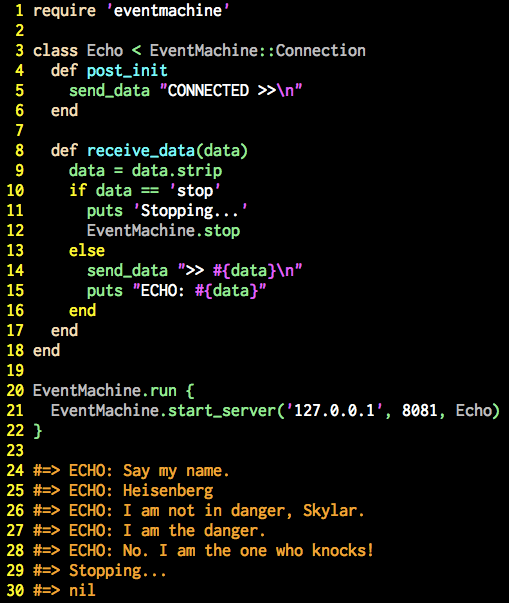 1 require 'eventmachine'
2
3 class Echo < EventMachine::Connection
4   def post_init
5     send_data "CONNECTED >>\n"
6   end
7
8   def receive_data(data)
9     data = data.strip
10     if data == 'stop'
11       puts 'Stopping...'
12       EventMachine.stop
13     else
14       send_data ">> #{data}\n"
15       puts "ECHO: #{data}"
16     end
17   end
18 end
19
20 EventMachine.run {
21   EventMachine.start_server('127.0.0.1', 8081, Echo)
22 }
23
24 #=> ECHO: Say my name.
25 #=> ECHO: Heisenberg
26 #=> ECHO: I am not in danger, Skylar.
27 #=> ECHO: I am the danger.
28 #=> ECHO: No. I am the one who knocks!
29 #=> Stopping...
30 #=> nil